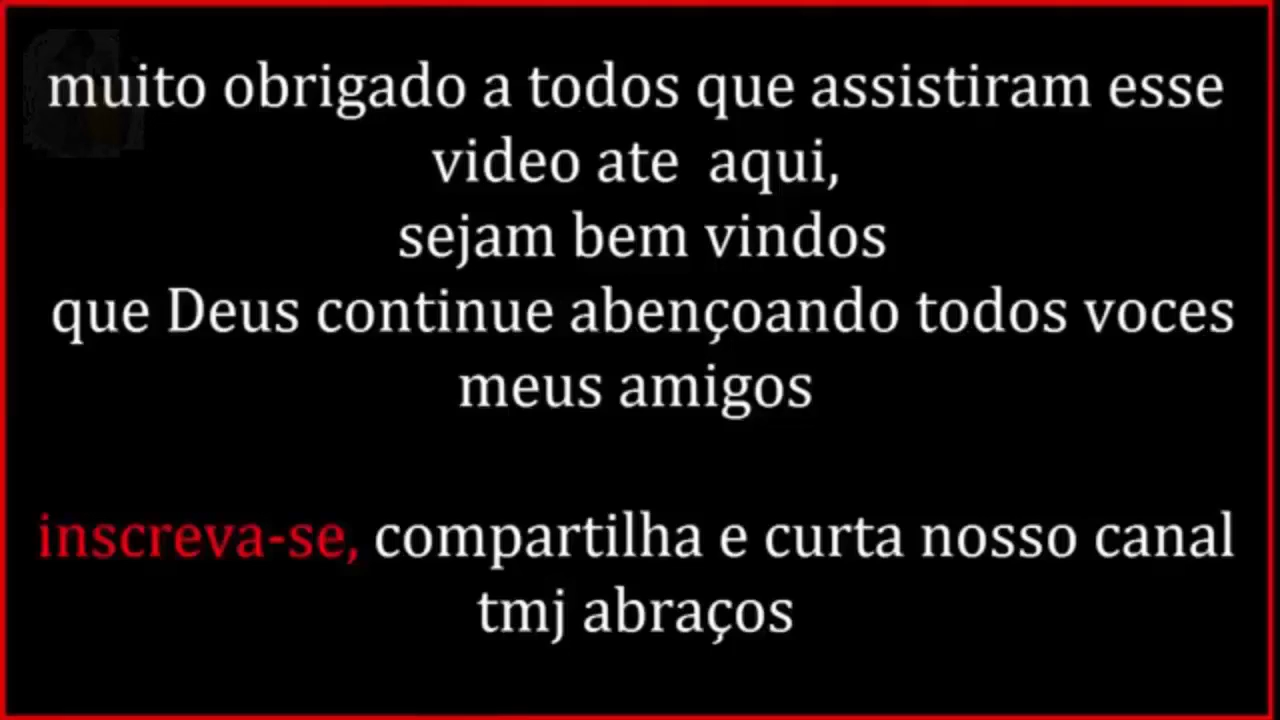 muito obrigado a todos que assistiram esse
video ate  aqui,
sejam bem vindos
que Deus continue abençoando todos voces
meus amigos
inscreva-se, compartilha e curta nosso canal
tmj abraços